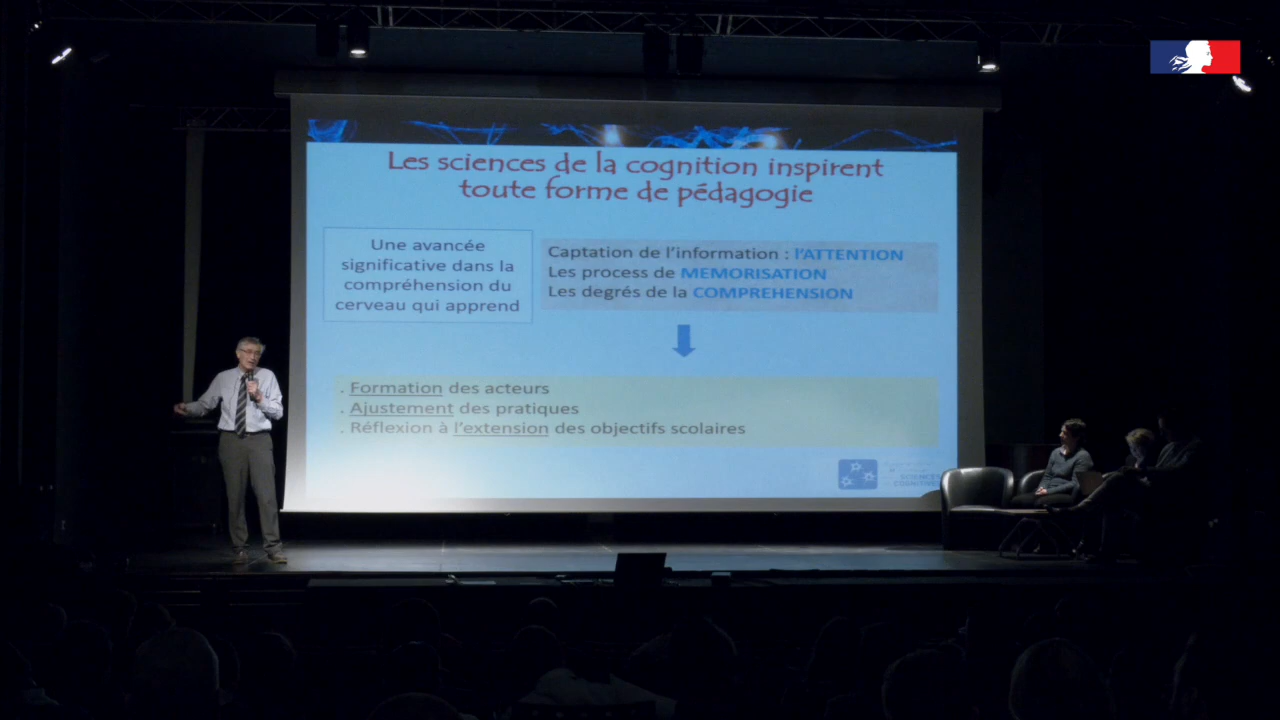 Les sciences de la cognition inspirent
toute forme de pédagogie
Une avancée
significative dans la
compréhension du
cerveau qui apprend
Captation de l'information : l'ATTENTION
Les process de MEMORISATION
Les degrés de la COMPREHENSION
. Formation des acteurs
. Ajustement des pratiques
. Réflexion à l'extension des objectifs scolaires
SCIENCES
COGNITIVES